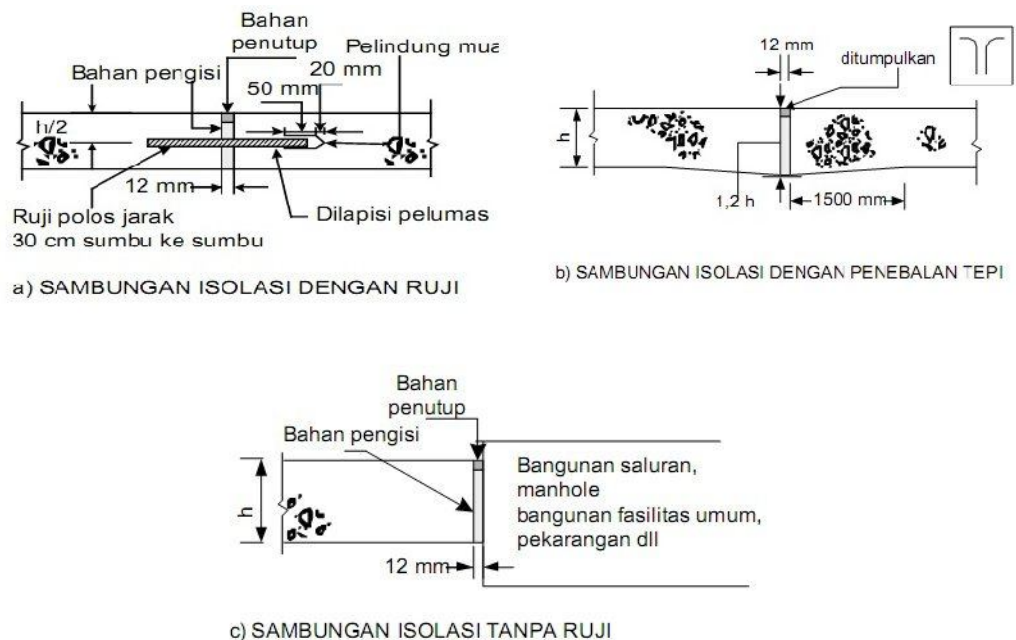 Bahan
penutup
Pelindung mua
20 mm
Bahan pengisi
50 mm
h/2
12 mm
Ruji polos jarak
30 cm sumbu ke sumbu
Dilapisi pelumas
a) SAMBUNGAN ISOLASI DENGAN RUJI
12 mm
ditumpulkan
h
1,2 h
1500 mm
b) SAMBUNGAN ISOLASI DENGAN PENEBALAN TEPI
Bahan
penutup
Bahan pengisi
h
12 mm
Bangunan saluran,
manhole
bangunan fasilitas umum,
pekarangan dll
c) SAMBUNGAN ISOLASI TANPA RUJI